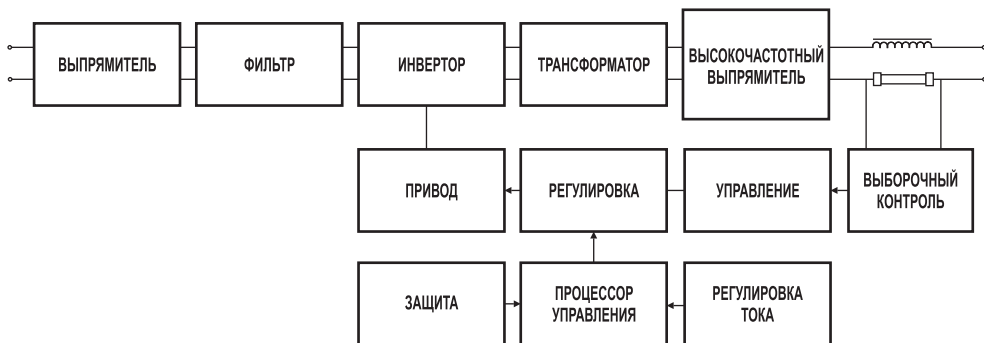 ВЫПРЯМИТЕЛЬ
ФИЛЬТР
ИНВЕРТОР
ТРАНСФОРМАТОР
ВЫСОКОЧАСТОТНЫЙ
ВЫПРЯМИТЕЛЬ
ПРИВОД
РЕГУЛИРОВКА
УПРАВЛЕНИЕ
ВЫБОРОЧНЫЙ
КОНТРОЛЬ
ЗАЩИТА
ПРОЦЕССОР
УПРАВЛЕНИЯ
РЕГУЛИРОВКА
ТОКА